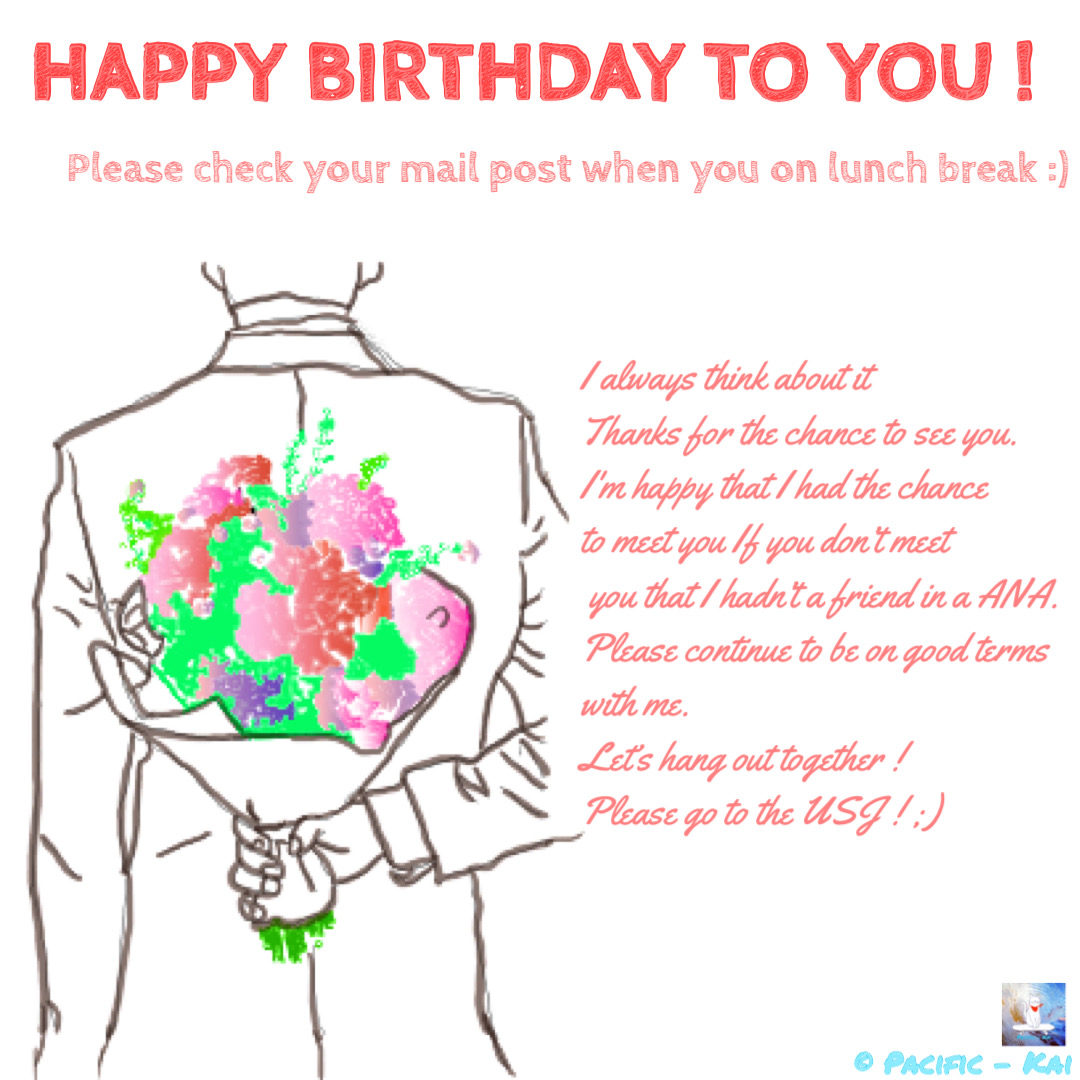 HAPPY BIRTHDAY TO YOU !
Please check your mail post when you on lunch break :)
I always think about it
Thanks for the chance to see you.
I'm happy that I had the chance
to meet you If you don't meet
you that I hadn't a friend in a ANA.
Please continue to be on good terms
with me.
Let's hang out together !
Please go to the USJ ! ;)
© Pacific - Kai